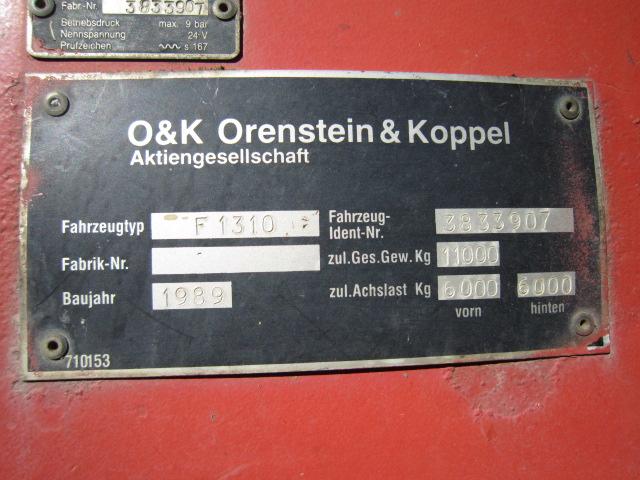 Fabr.-Nr. 3833907
Betriebsdruck max. 9 bar
Nennspannung 24 V
Prüfzeichen s 167
O&K Orenstein & Koppel
Aktiengesellschaft
Fahrzeugtyp F 1310
Fahrzeug-Ident-Nr. 3833907
Fabrik-Nr.
zul.Ges.Gew. Kg 11000
Baujahr 1989
zul.Achslast Kg 6000 6000
vorn hinten
710153